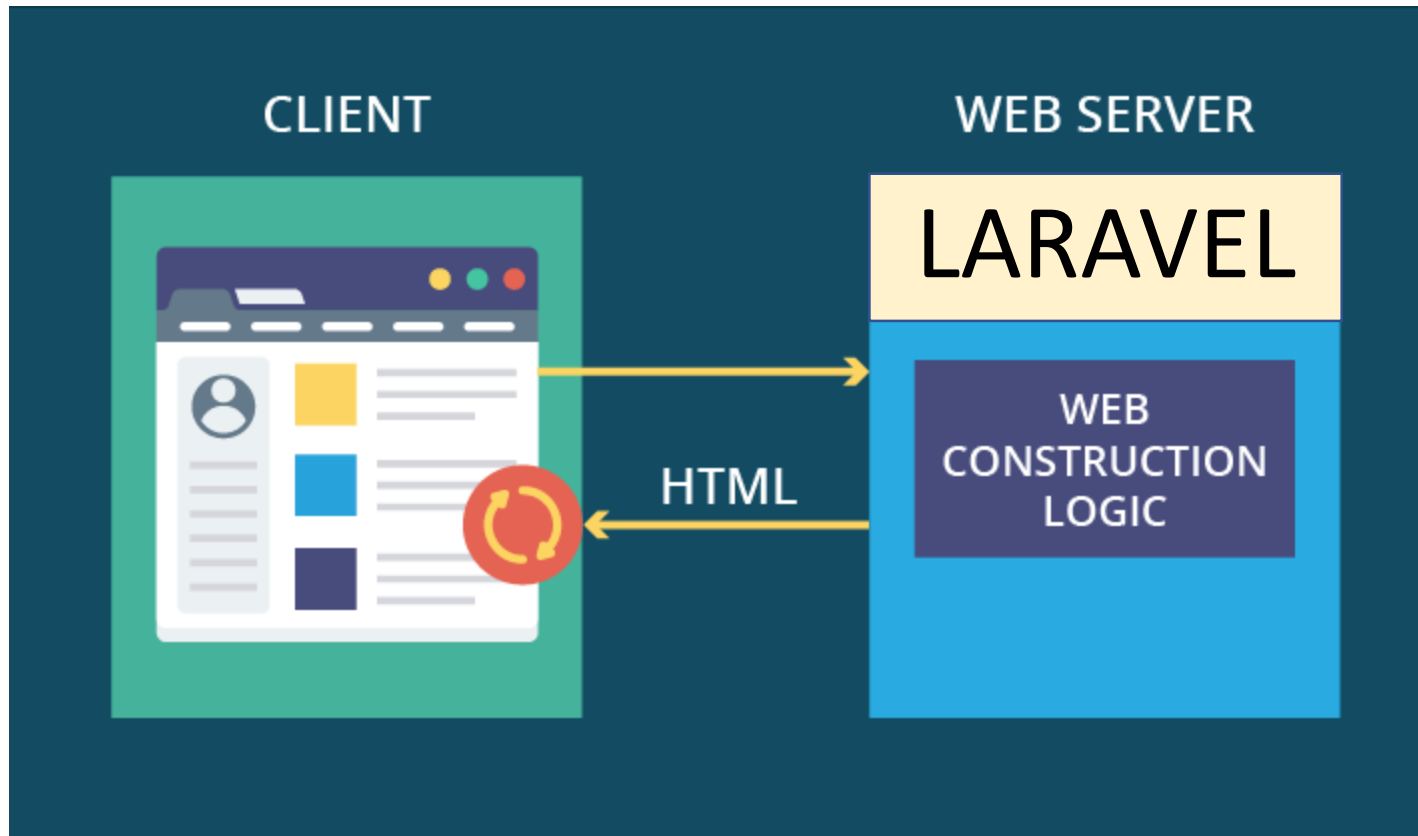 CLIENT
WEB SERVER
LARAVEL
WEB
CONSTRUCTION
LOGIC
HTML